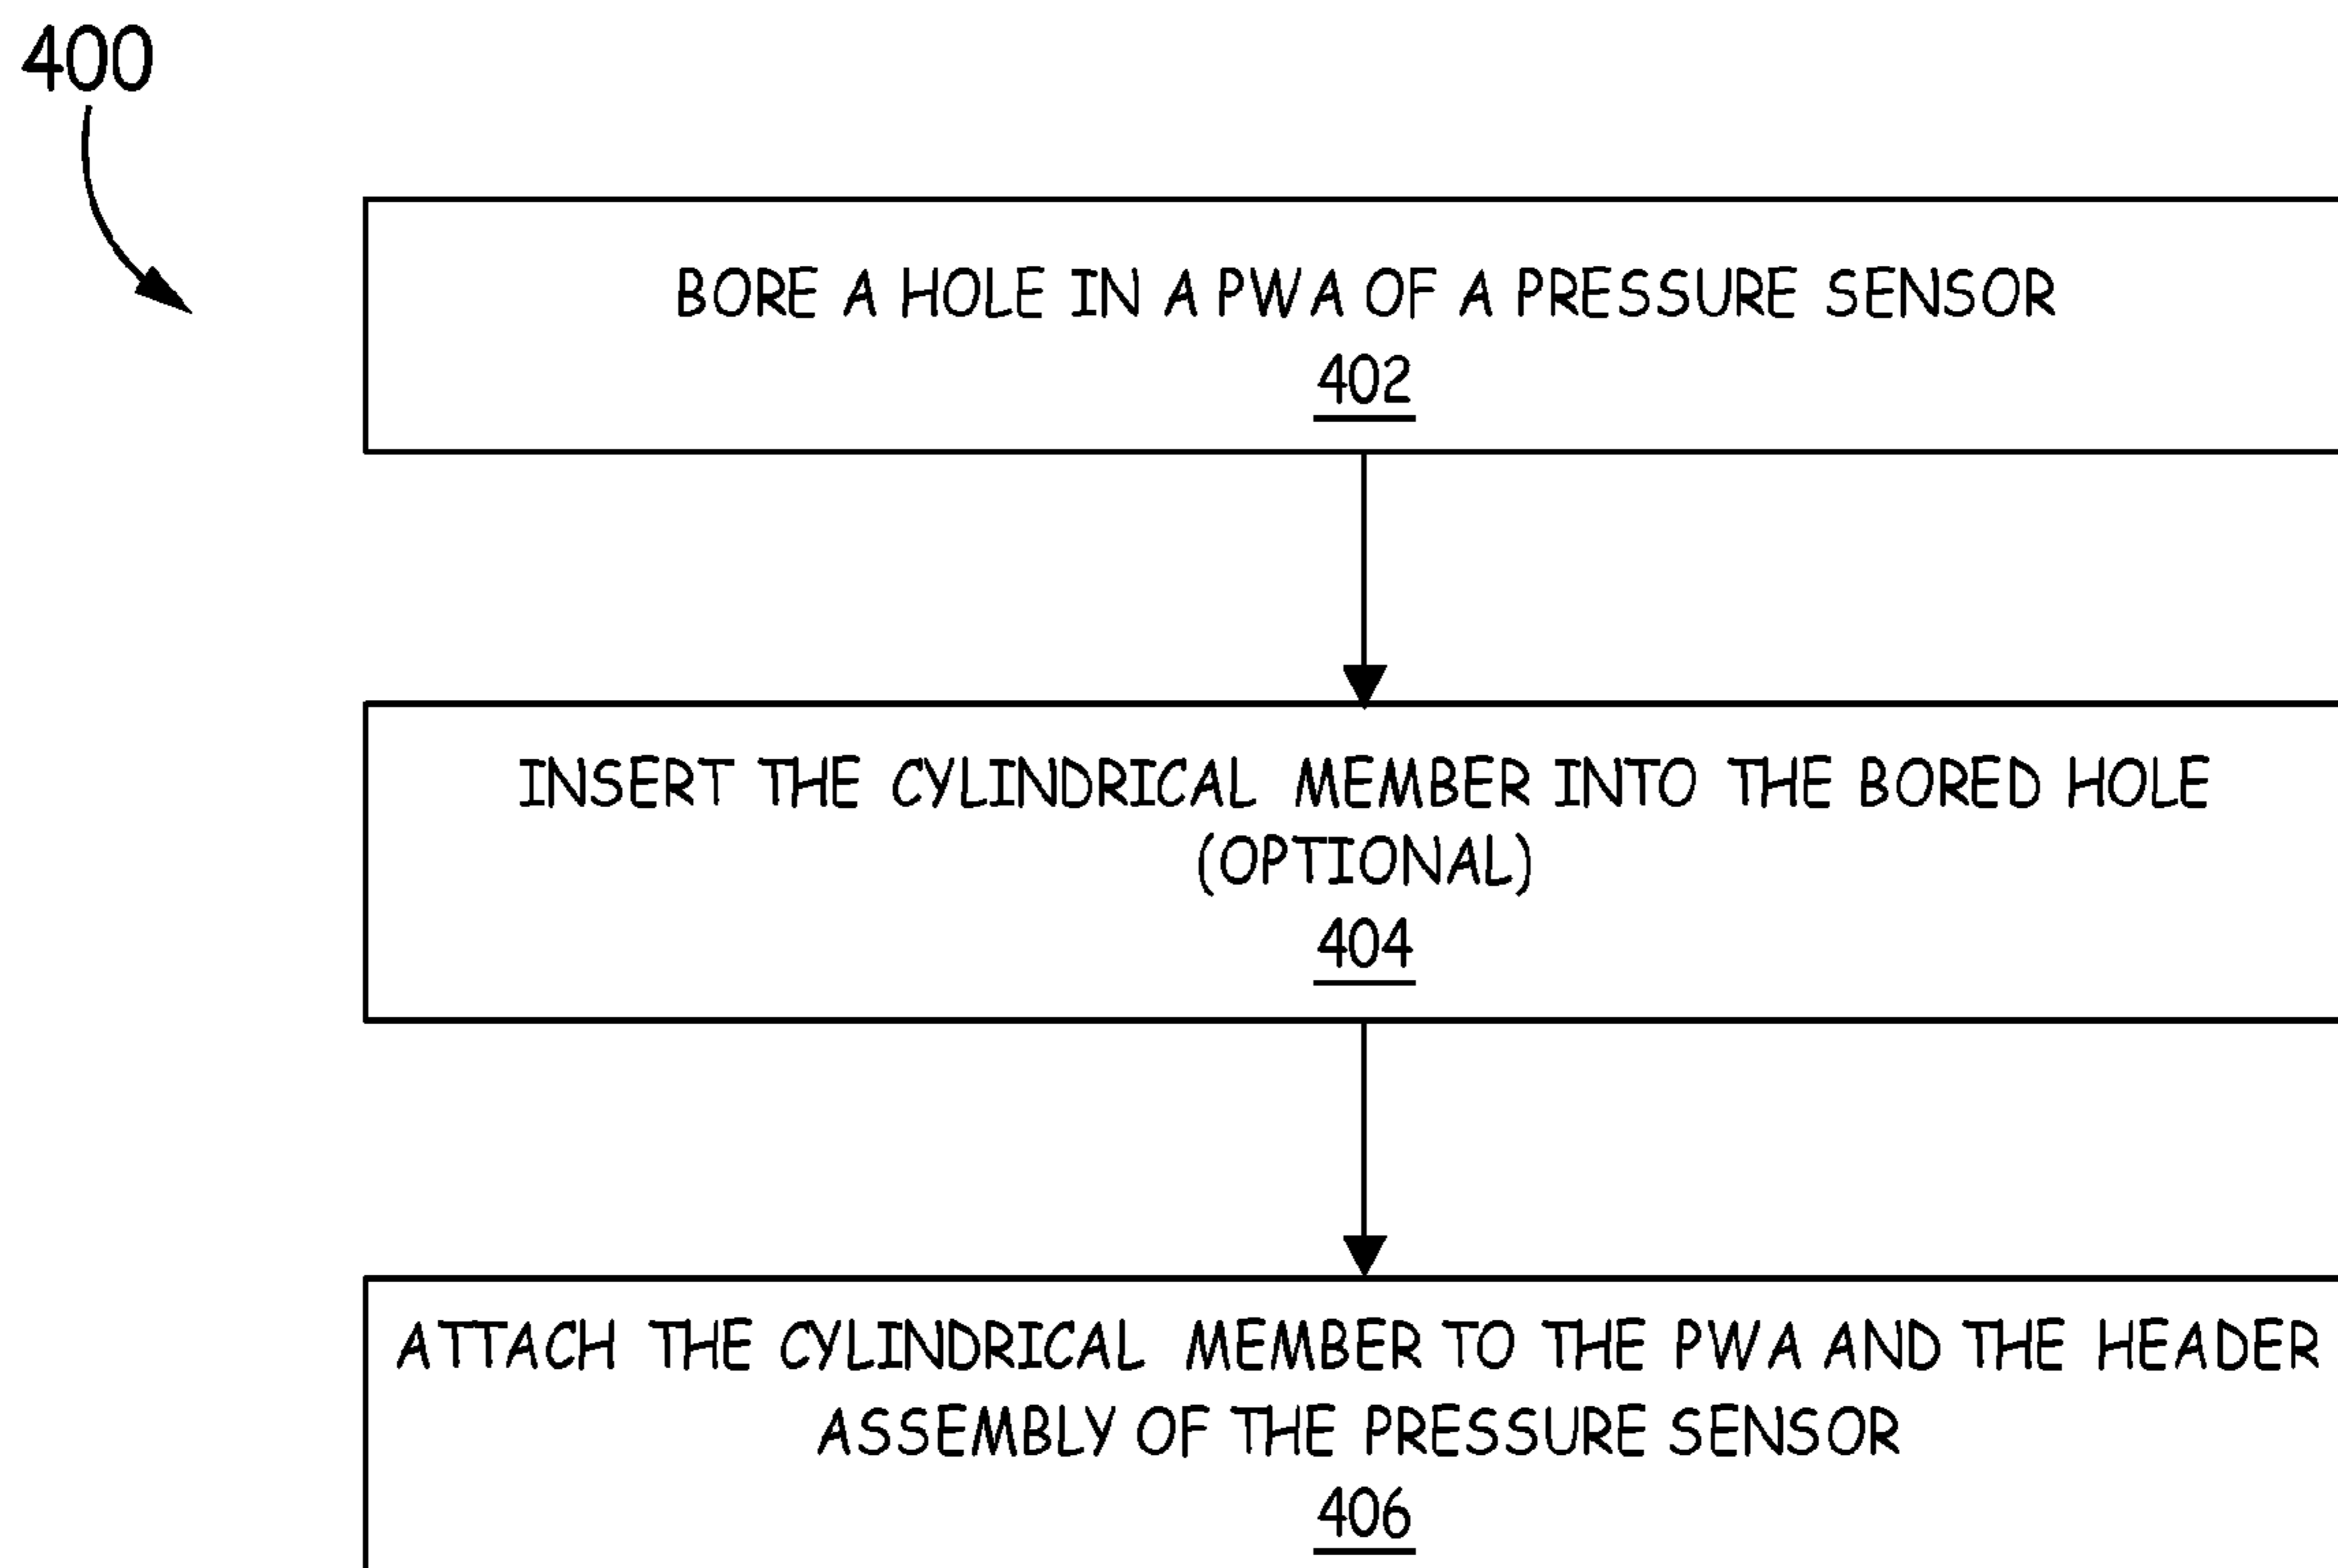 400
BORE A HOLE IN A PWA OF A PRESSURE SENSOR
402
INSERT THE CYLINDRICAL MEMBER INTO THE BORED HOLE
(OPTIONAL)
404
ATTACH THE CYLINDRICAL MEMBER TO THE PWA AND THE HEADER
ASSEMBLY OF THE PRESSURE SENSOR
406